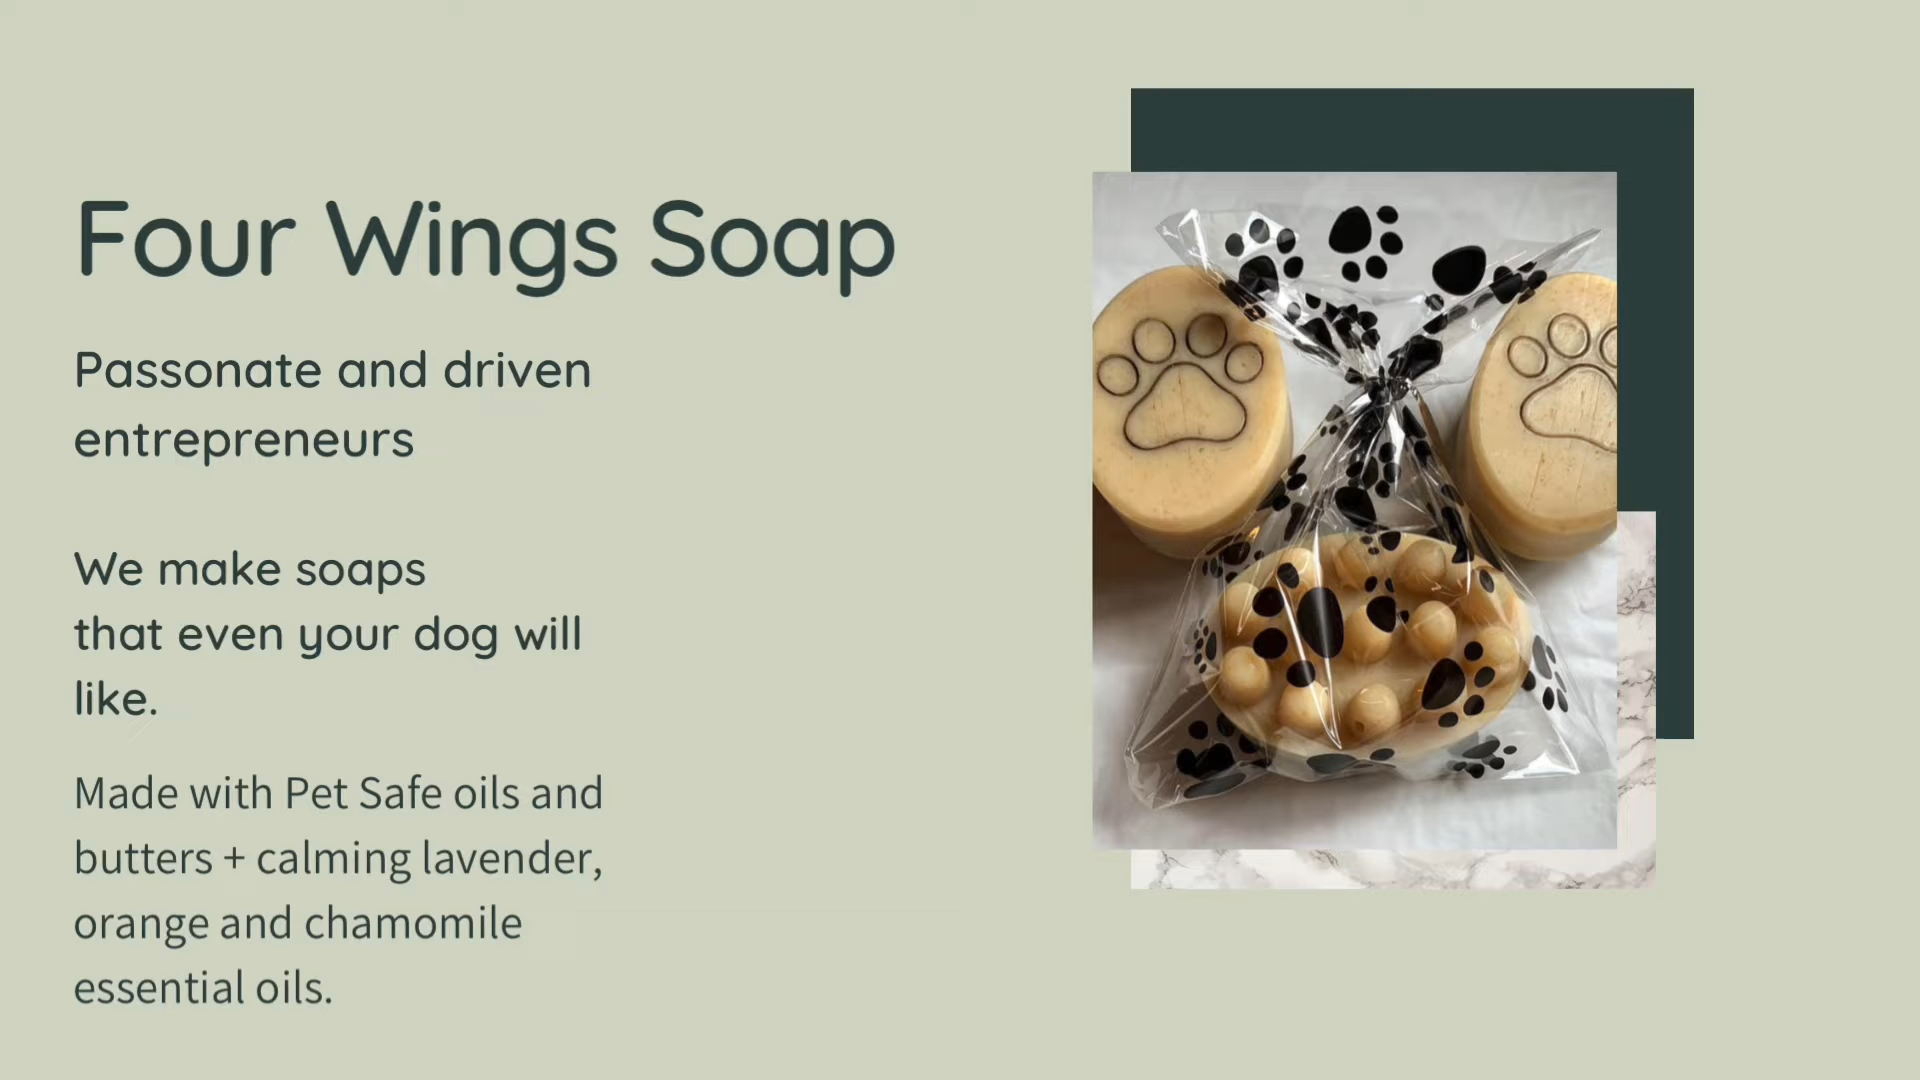 Four Wings Soap
Passonate and driven
entrepreneurs
We make soaps
that even your dog will
like.
Made with Pet Safe oils and
butters + calming lavender,
orange and chamomile
essential oils.